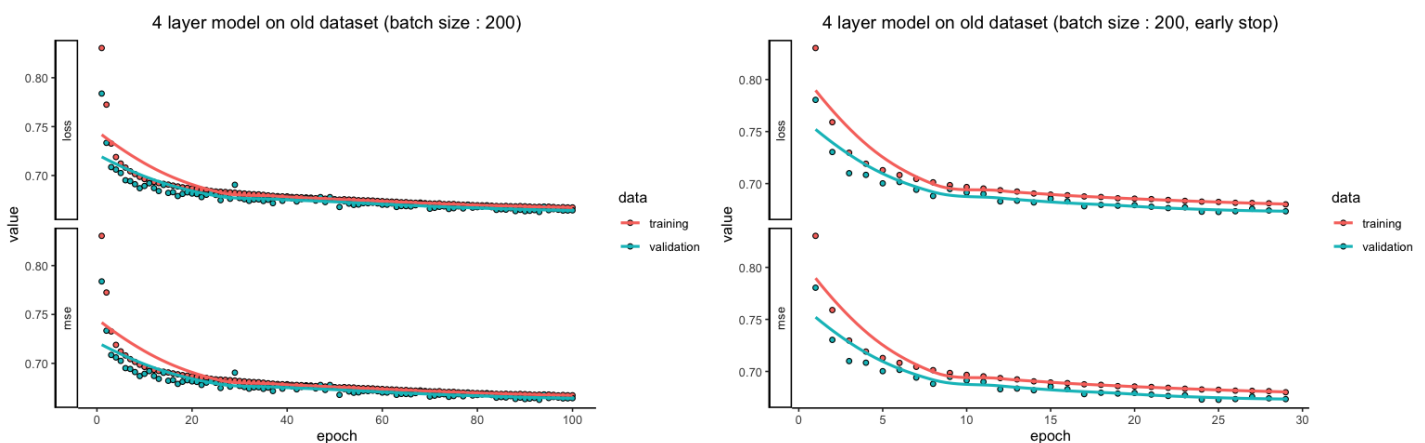 4 layer model on old dataset (batch size : 200)
0.80
0.75
0.70
loss
value
0.80
0.75
0.70
mse
0
20
40
60
80
100
epoch
data
training
validation
4 layer model on old dataset (batch size : 200, early stop)
0.80
0.75
0.70
loss
value
0.80
0.75
0.70
mse
0
5
10
15
20
25
30
epoch
data
training
validation